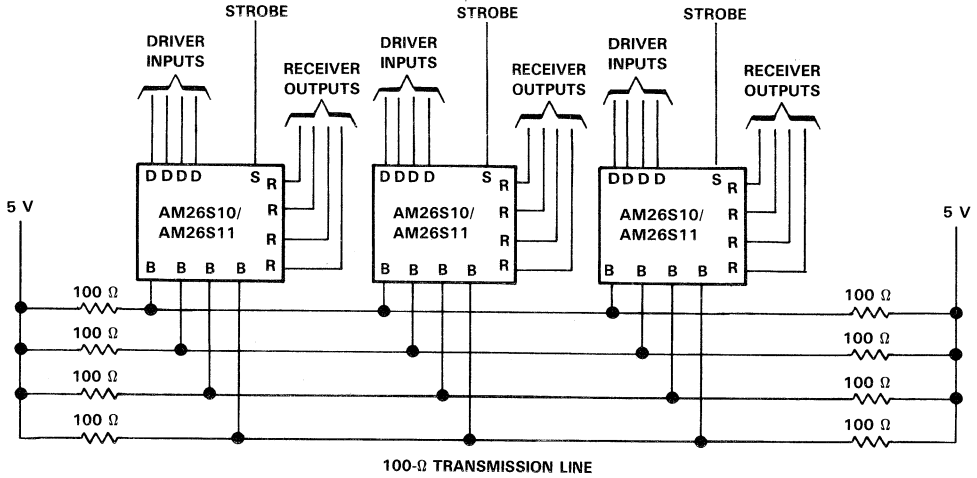 STROBE STROBE STROBE
DRIVER INPUTS
RECEIVER OUTPUTS
DRIVER INPUTS
RECEIVER OUTPUTS
DRIVER INPUTS
RECEIVER OUTPUTS
D D D D S R
R
R
R
AM26S10/
AM26S11
B B B B
D D D D S R
R
R
R
AM26S10/
AM26S11
B B B B
D D D D S R
R
R
R
AM26S10/
AM26S11
B B B B
5 V
5 V
100 Ω
100 Ω
100 Ω
100 Ω
100 Ω
100 Ω
100 Ω
100 Ω
100-Ω TRANSMISSION LINE